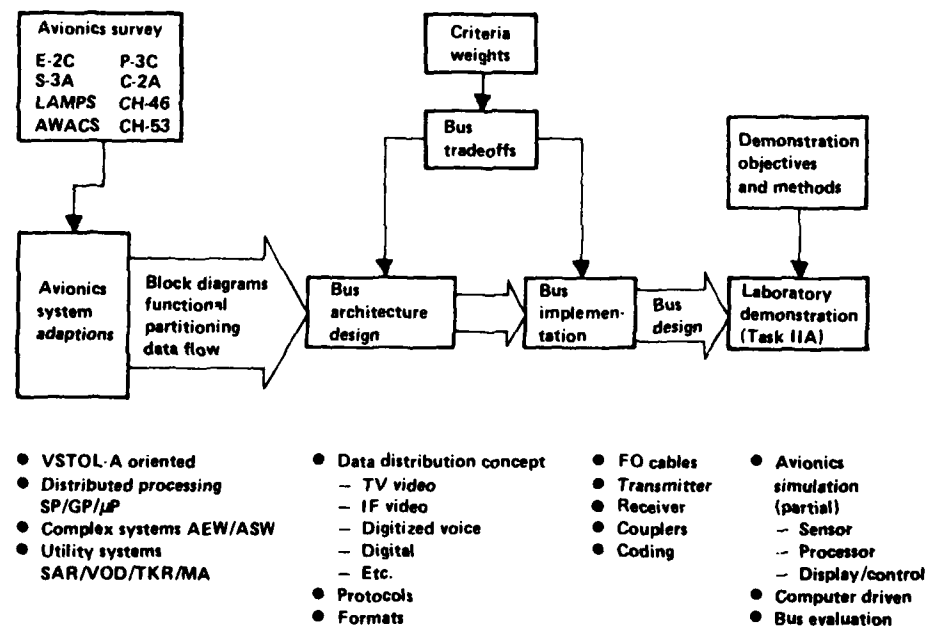 Avionics survey
E-2C P-3C
S-3A C-2A
LAMPS CH-46
AWACS CH-53
Criteria
weights
Bus
tradeoffs
Demonstration
objectives
and methods
Avionics
system
adaptions
Block diagrams
functional
partitioning
data flow
Bus
architecture
design
Bus
implemen-
tation
Bus
design
Laboratory
demonstration
(Task IIA)
● VSTOL-A oriented
● Distributed processing
SP/GP/μP
● Complex systems AEW/ASW
● Utility systems
SAR/VOD/TKR/MA
● Data distribution concept
– TV video
– IF video
– Digitized voice
– Digital
– Etc.
● Protocols
● Formats
● FO cables
● Transmitter
● Receiver
● Couplers
● Coding
● Avionics
simulation
(partial)
– Sensor
– Processor
– Display/control
● Computer driven
● Bus evaluation